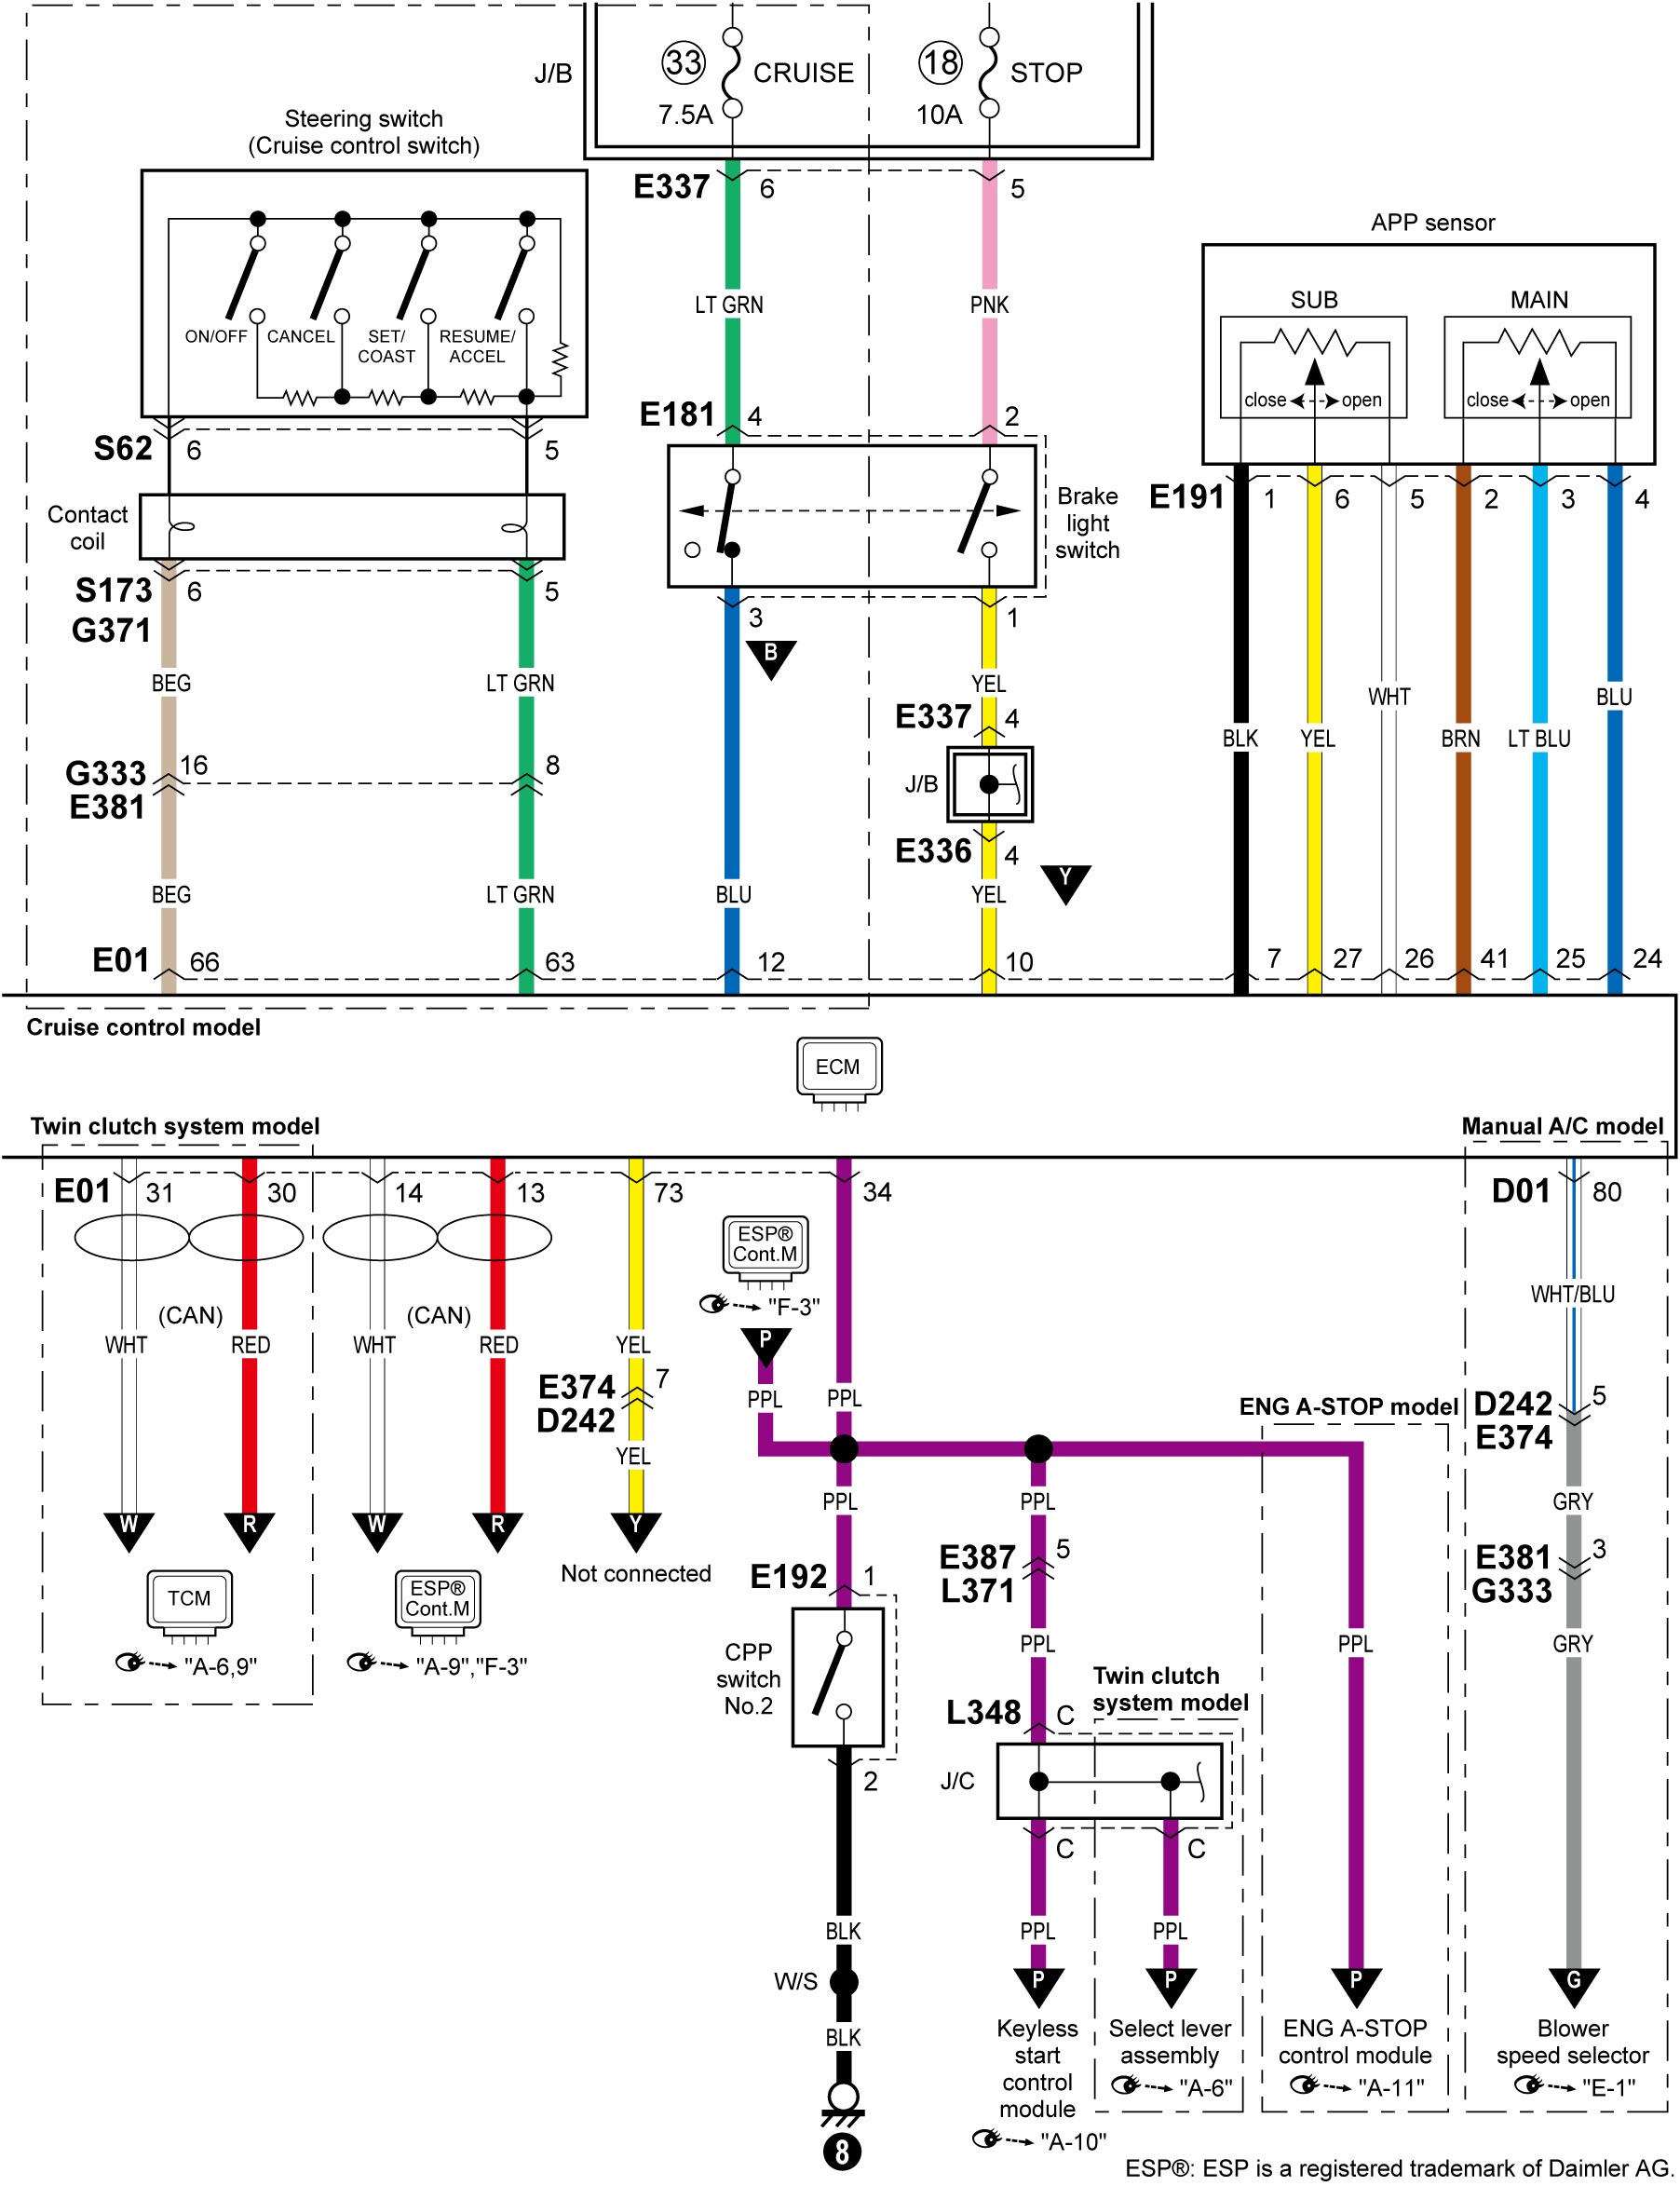 J/B
33
CRUISE
7.5A
18
STOP
10A
Steering switch
(Cruise control switch)
E337
6
5
APP sensor
ON/OFF
CANCEL
SET/
COAST
RESUME/
ACCEL
LT GRN
PNK
SUB
MAIN
close
open
close
open
S62
6
5
E181
4
2
E191
1
6
5
2
3
4
Contact
coil
Brake
light
switch
S173
G371
6
5
3
B
1
BEG
LT GRN
YEL
WHT
BLU
E337
4
BLK
YEL
BRN
LT BLU
G333
E381
16
8
J/B
E336
4
Y
BEG
LT GRN
BLU
YEL
E01
66
63
12
10
7
27
26
41
25
24
Cruise control model
ECM
Twin clutch system model
Manual A/C model
E01
31
30
14
13
73
34
D01
80
ESP®
Cont.M
"F-3"
P
(CAN)
(CAN)
WHT
RED
WHT
RED
YEL
WHT/BLU
E374
D242
7
PPL
PPL
ENG A-STOP model
D242
E374
5
YEL
PPL
PPL
GRY
W
R
W
R
Y
Not connected
E387
L371
5
E381
G333
3
E192
1
TCM
ESP®
Cont.M
"A-6,9"
"A-9","F-3"
CPP
switch
No.2
PPL
PPL
GRY
Twin clutch
system model
L348
C
2
J/C
C
C
BLK
PPL
PPL
W/S
P
P
P
G
BLK
Keyless
start
control
module
"A-10"
Select lever
assembly
"A-6"
ENG A-STOP
control module
"A-11"
Blower
speed selector
"E-1"
8
ESP®: ESP is a registered trademark of Daimler AG.